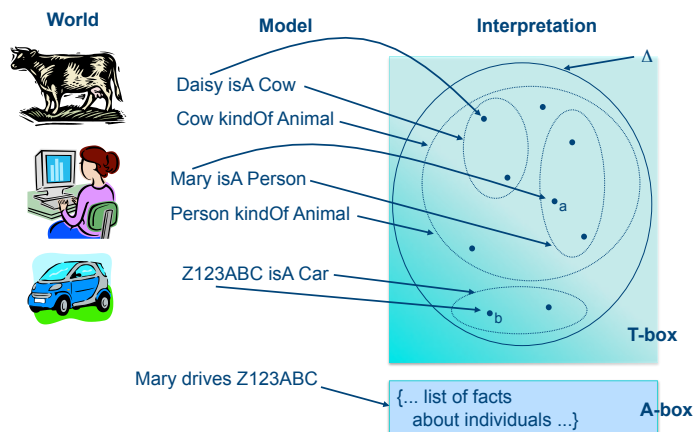 World
Model
Interpretation
Δ
Daisy isA Cow
Cow kindOf Animal
Mary isA Person
a
Person kindOf Animal
Z123ABC isA Car
b
T-box
Mary drives Z123ABC
{... list of facts
about individuals ...}
A-box